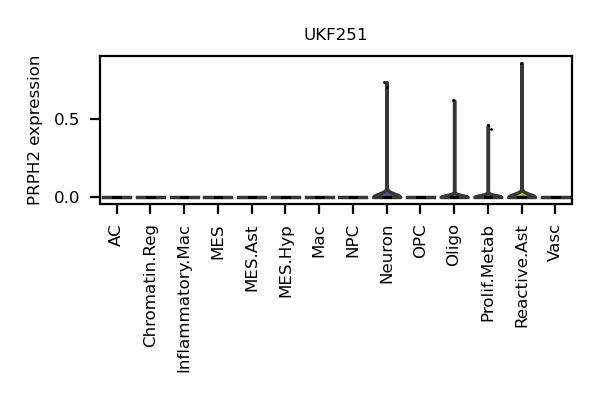 UKF251
PRPH2 expression
0.5
0.0
AC
Chromatin.Reg
Inflammatory.Mac
MES
MES.Ast
MES.Hyp
Mac
NPC
Neuron
OPC
Oligo
Prolif.Metab
Reactive.Ast
Vasc